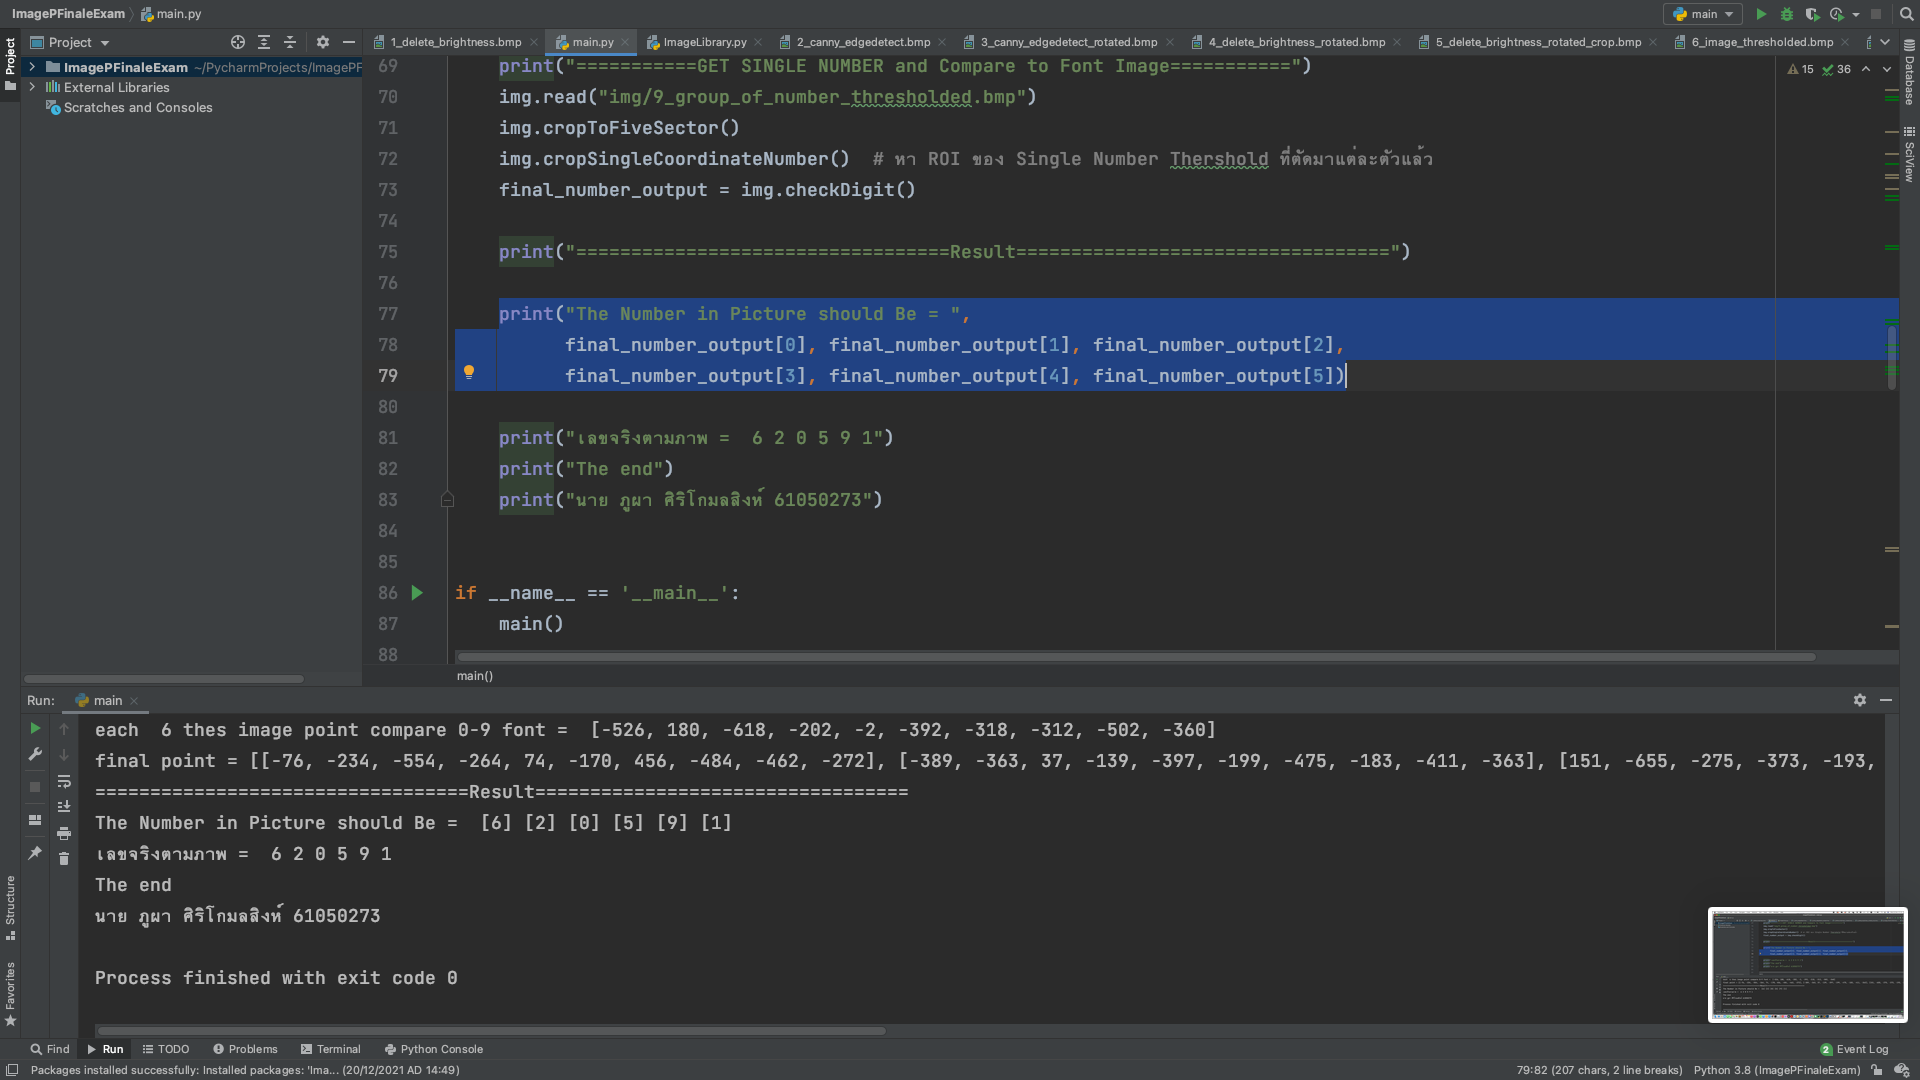 ImagePFinaleExam main.py
main
Project
1_delete_brightness.bmp main.py ImageLibrary.py 2_canny_edgedetect.bmp 3_canny_edgedetect_rotated.bmp 4_delete_brightness_rotated.bmp 5_delete_brightness_rotated_crop.bmp 6_image_thresholded.bmp
ImagePFinaleExam ~/PycharmProjects/ImagePF
External Libraries
Scratches and Consoles
Project
Structure
Favorites
Database
SciView
15 36
69 print("===========GET SINGLE NUMBER and Compare to Font Image===========")
70 img.read("img/9_group_of_number_thresholded.bmp")
71 img.cropToFiveSector()
72 img.cropSingleCoordinateNumber() # หา ROI ของ Single Number Thershold ที่ตัดมาแต่ละตัวแล้ว
73 final_number_output = img.checkDigit()
74
75 print("==================================Result==================================")
76
77 print("The Number in Picture should Be = ",
78 final_number_output[0], final_number_output[1], final_number_output[2],
79 final_number_output[3], final_number_output[4], final_number_output[5])
80
81 print("เลขจริงตามภาพ =  6 2 0 5 9 1")
82 print("The end")
83 print("นาย ภูผา ศิริโกมลสิงห์ 61050273")
84
85
86 if __name__ == '__main__':
87 main()
88
main()
Run: main
each  6 thes image point compare 0-9 font =  [-526, 180, -618, -202, -2, -392, -318, -312, -502, -360]
final point = [[-76, -234, -554, -264, 74, -170, 456, -484, -462, -272], [-389, -363, 37, -139, -397, -199, -475, -183, -411, -363], [151, -655, -275, -373, -193,
==================================Result==================================
The Number in Picture should Be =  [6] [2] [0] [5] [9] [1]
เลขจริงตามภาพ =  6 2 0 5 9 1
The end
นาย ภูผา ศิริโกมลสิงห์ 61050273
Process finished with exit code 0
Find Run TODO Problems Terminal Python Console
2 Event Log
Packages installed successfully: Installed packages: 'Ima... (20/12/2021 AD 14:49)
79:82 (207 chars, 2 line breaks) Python 3.8 (ImagePFinaleExam)